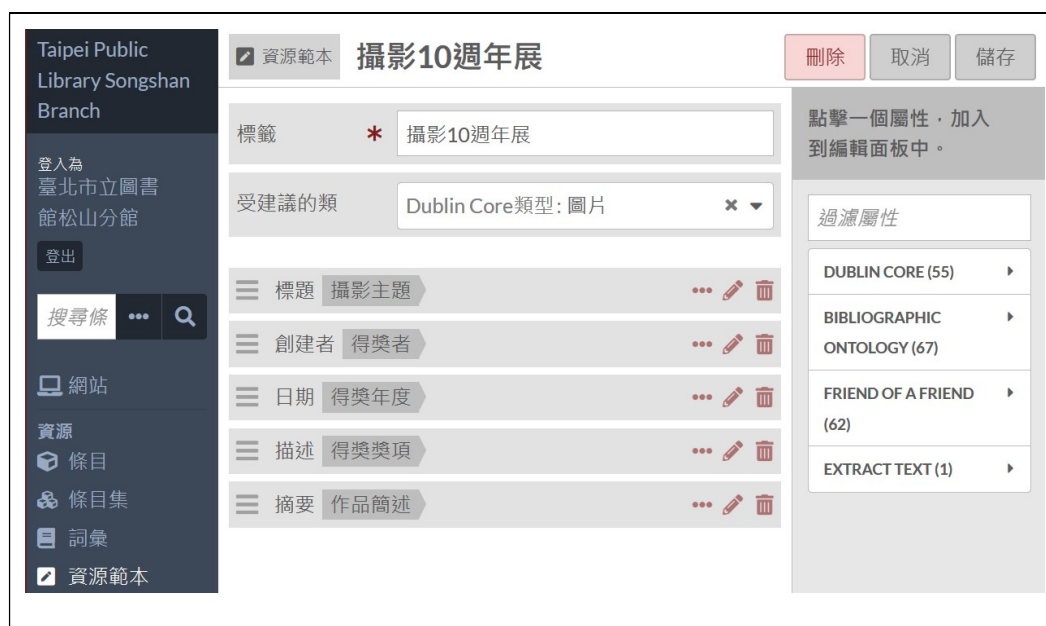 Taipei Public
Library Songshan
Branch
登入為
臺北市立圖書
館松山分館
登出
搜尋條
網站
資源
條目
條目集
詞彙
資源範本
資源範本 攝影10週年展
刪除 取消 儲存
標籤 * 攝影10週年展
受建議的類 Dublin Core類型: 圖片
標題 攝影主題
創建者 得獎者
日期 得獎年度
描述 得獎獎項
摘要 作品簡述
點擊一個屬性，加入
到編輯面板中。
過濾屬性
DUBLIN CORE (55)
BIBLIOGRAPHIC
ONTOLOGY (67)
FRIEND OF A FRIEND
(62)
EXTRACT TEXT (1)